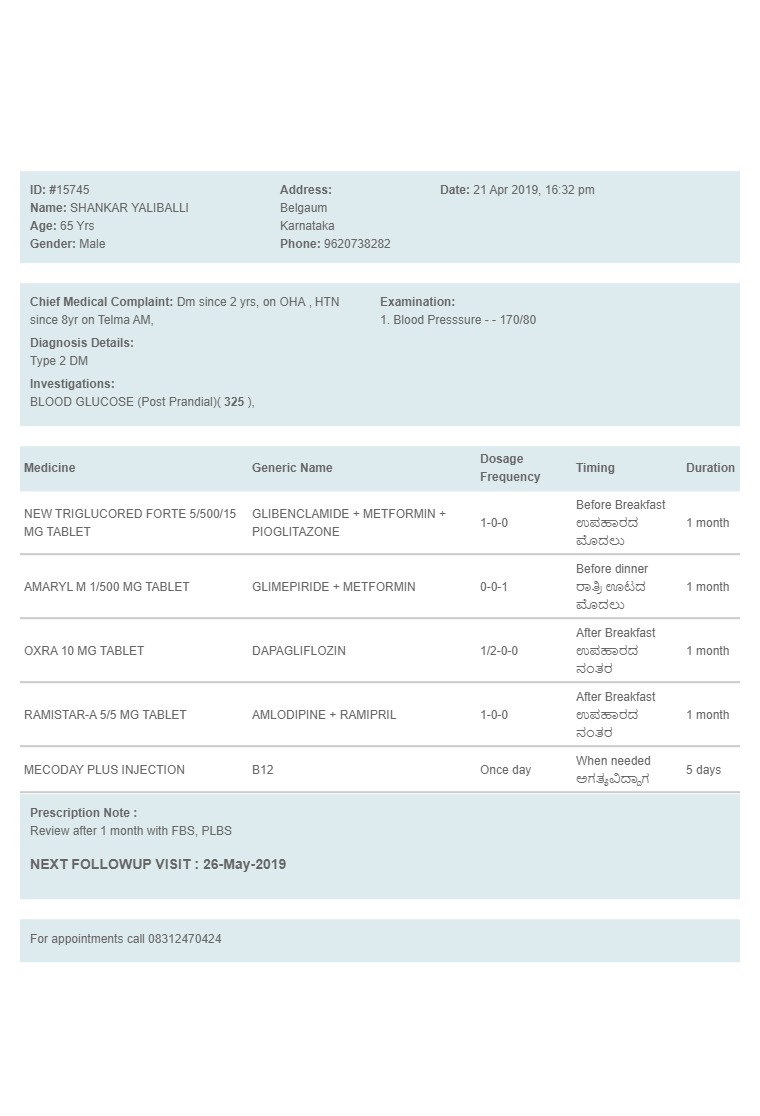 ID: #15745
Name: SHANKAR YALIBALLI
Age: 65 Yrs
Gender: Male
Address:
Belgaum
Karnataka
Phone: 9620738282
Date: 21 Apr 2019, 16:32 pm
Chief Medical Complaint: Dm since 2 yrs, on OHA , HTN
since 8yr on Telma AM,
Diagnosis Details:
Type 2 DM
Investigations:
BLOOD GLUCOSE (Post Prandial)( 325 ),
Examination:
1. Blood Presssure - - 170/80
Medicine Generic Name Dosage Frequency Timing Duration
NEW TRIGLUCORED FORTE 5/500/15
MG TABLET
GLIBENCLAMIDE + METFORMIN +
PIOGLITAZONE
1-0-0
Before Breakfast
ಉಪಹಾರದ
ಮೊದಲು
1 month
AMARYL M 1/500 MG TABLET
GLIMEPIRIDE + METFORMIN
0-0-1
Before dinner
ರಾತ್ರಿ ಊಟದ
ಮೊದಲು
1 month
OXRA 10 MG TABLET
DAPAGLIFLOZIN
1/2-0-0
After Breakfast
ಉಪಹಾರದ
ನಂತರ
1 month
RAMISTAR-A 5/5 MG TABLET
AMLODIPINE + RAMIPRIL
1-0-0
After Breakfast
ಉಪಹಾರದ
ನಂತರ
1 month
MECODAY PLUS INJECTION
B12
Once day
When needed
ಅಗತ್ಯವಿದ್ದಾಗ
5 days
Prescription Note :
Review after 1 month with FBS, PLBS
NEXT FOLLOWUP VISIT : 26-May-2019
For appointments call 08312470424